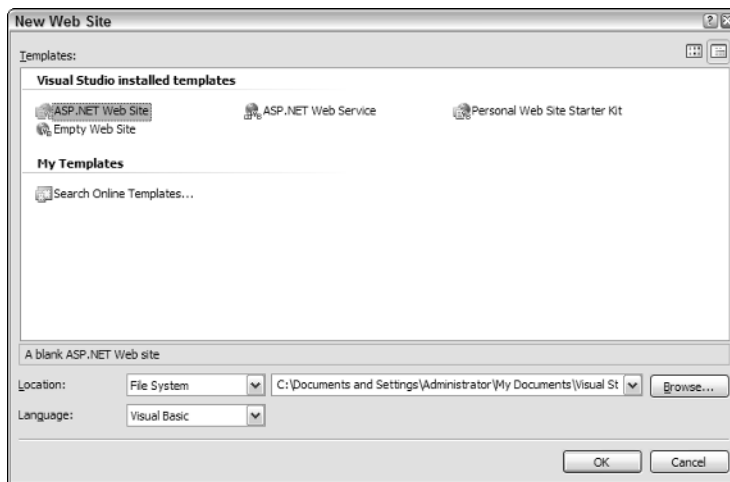 New Web Site
Templates:
Visual Studio installed templates
ASP.NET Web Site
ASP.NET Web Service
Personal Web Site Starter Kit
Empty Web Site
My Templates
Search Online Templates...
A blank ASP.NET Web site
Location:
File System
C:\Documents and Settings\Administrator\My Documents\Visual St
Browse...
Language:
Visual Basic
OK
Cancel